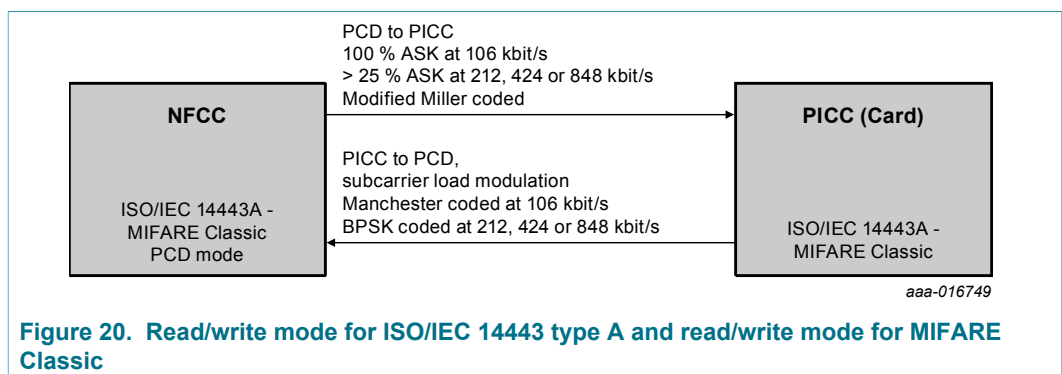 PCD to PICC
100 % ASK at 106 kbit/s
> 25 % ASK at 212, 424 or 848 kbit/s
Modified Miller coded
NFCC
PICC (Card)
PICC to PCD,
subcarrier load modulation
Manchester coded at 106 kbit/s
BPSK coded at 212, 424 or 848 kbit/s
ISO/IEC 14443A -
MIFARE Classic
PCD mode
ISO/IEC 14443A -
MIFARE Classic
aaa-016749
Figure 20. Read/write mode for ISO/IEC 14443 type A and read/write mode for MIFARE
Classic